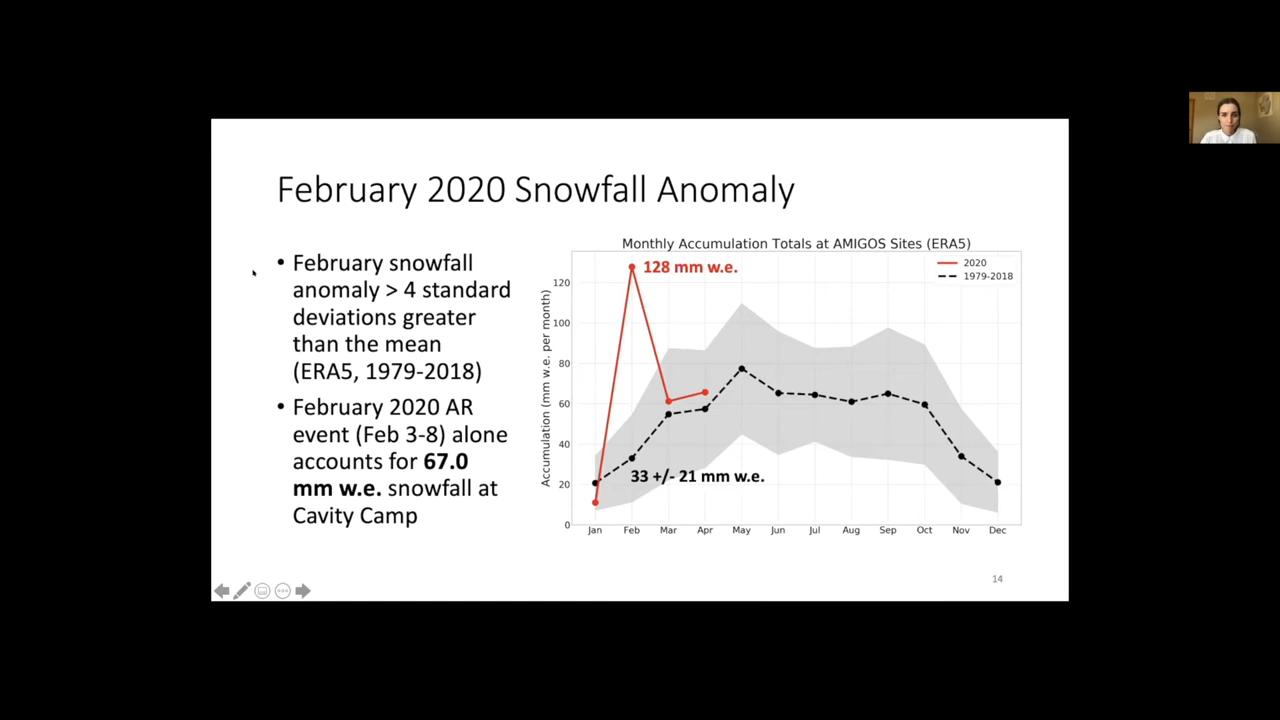 February 2020 Snowfall Anomaly
• February snowfall
anomaly > 4 standard
deviations greater
than the mean
(ERA5, 1979-2018)
• February 2020 AR
event (Feb 3-8) alone
accounts for 67.0
mm w.e. snowfall at
Cavity Camp
Monthly Accumulation Totals at AMIGOS Sites (ERA5)
128 mm w.e.
2020
1979-2018
33 +/- 21 mm w.e.
Accumulation (mm w.e. per month)
120
100
80
60
40
20
0
Jan Feb Mar Apr May Jun Jul Aug Sep Oct Nov Dec
14